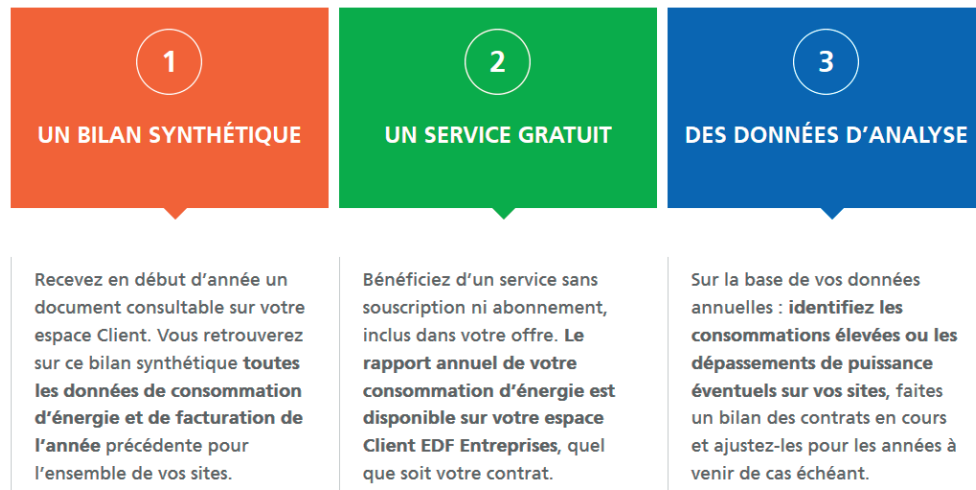 1
UN BILAN SYNTHÉTIQUE
Recevez en début d'année un
document consultable sur votre
espace Client. Vous retrouverez
sur ce bilan synthétique toutes
les données de consommation
d'énergie et de facturation de
l'année précédente pour
l'ensemble de vos sites.
2
UN SERVICE GRATUIT
Bénéficiez d'un service sans
souscription ni abonnement,
inclus dans votre offre. Le
rapport annuel de votre
consommation d'énergie est
disponible sur votre espace
Client EDF Entreprises, quel
que soit votre contrat.
3
DES DONNÉES D'ANALYSE
Sur la base de vos données
annuelles : identifiez les
consommations élevées ou les
dépassements de puissance
éventuels sur vos sites, faites
un bilan des contrats en cours
et ajustez-les pour les années à
venir de cas échéant.